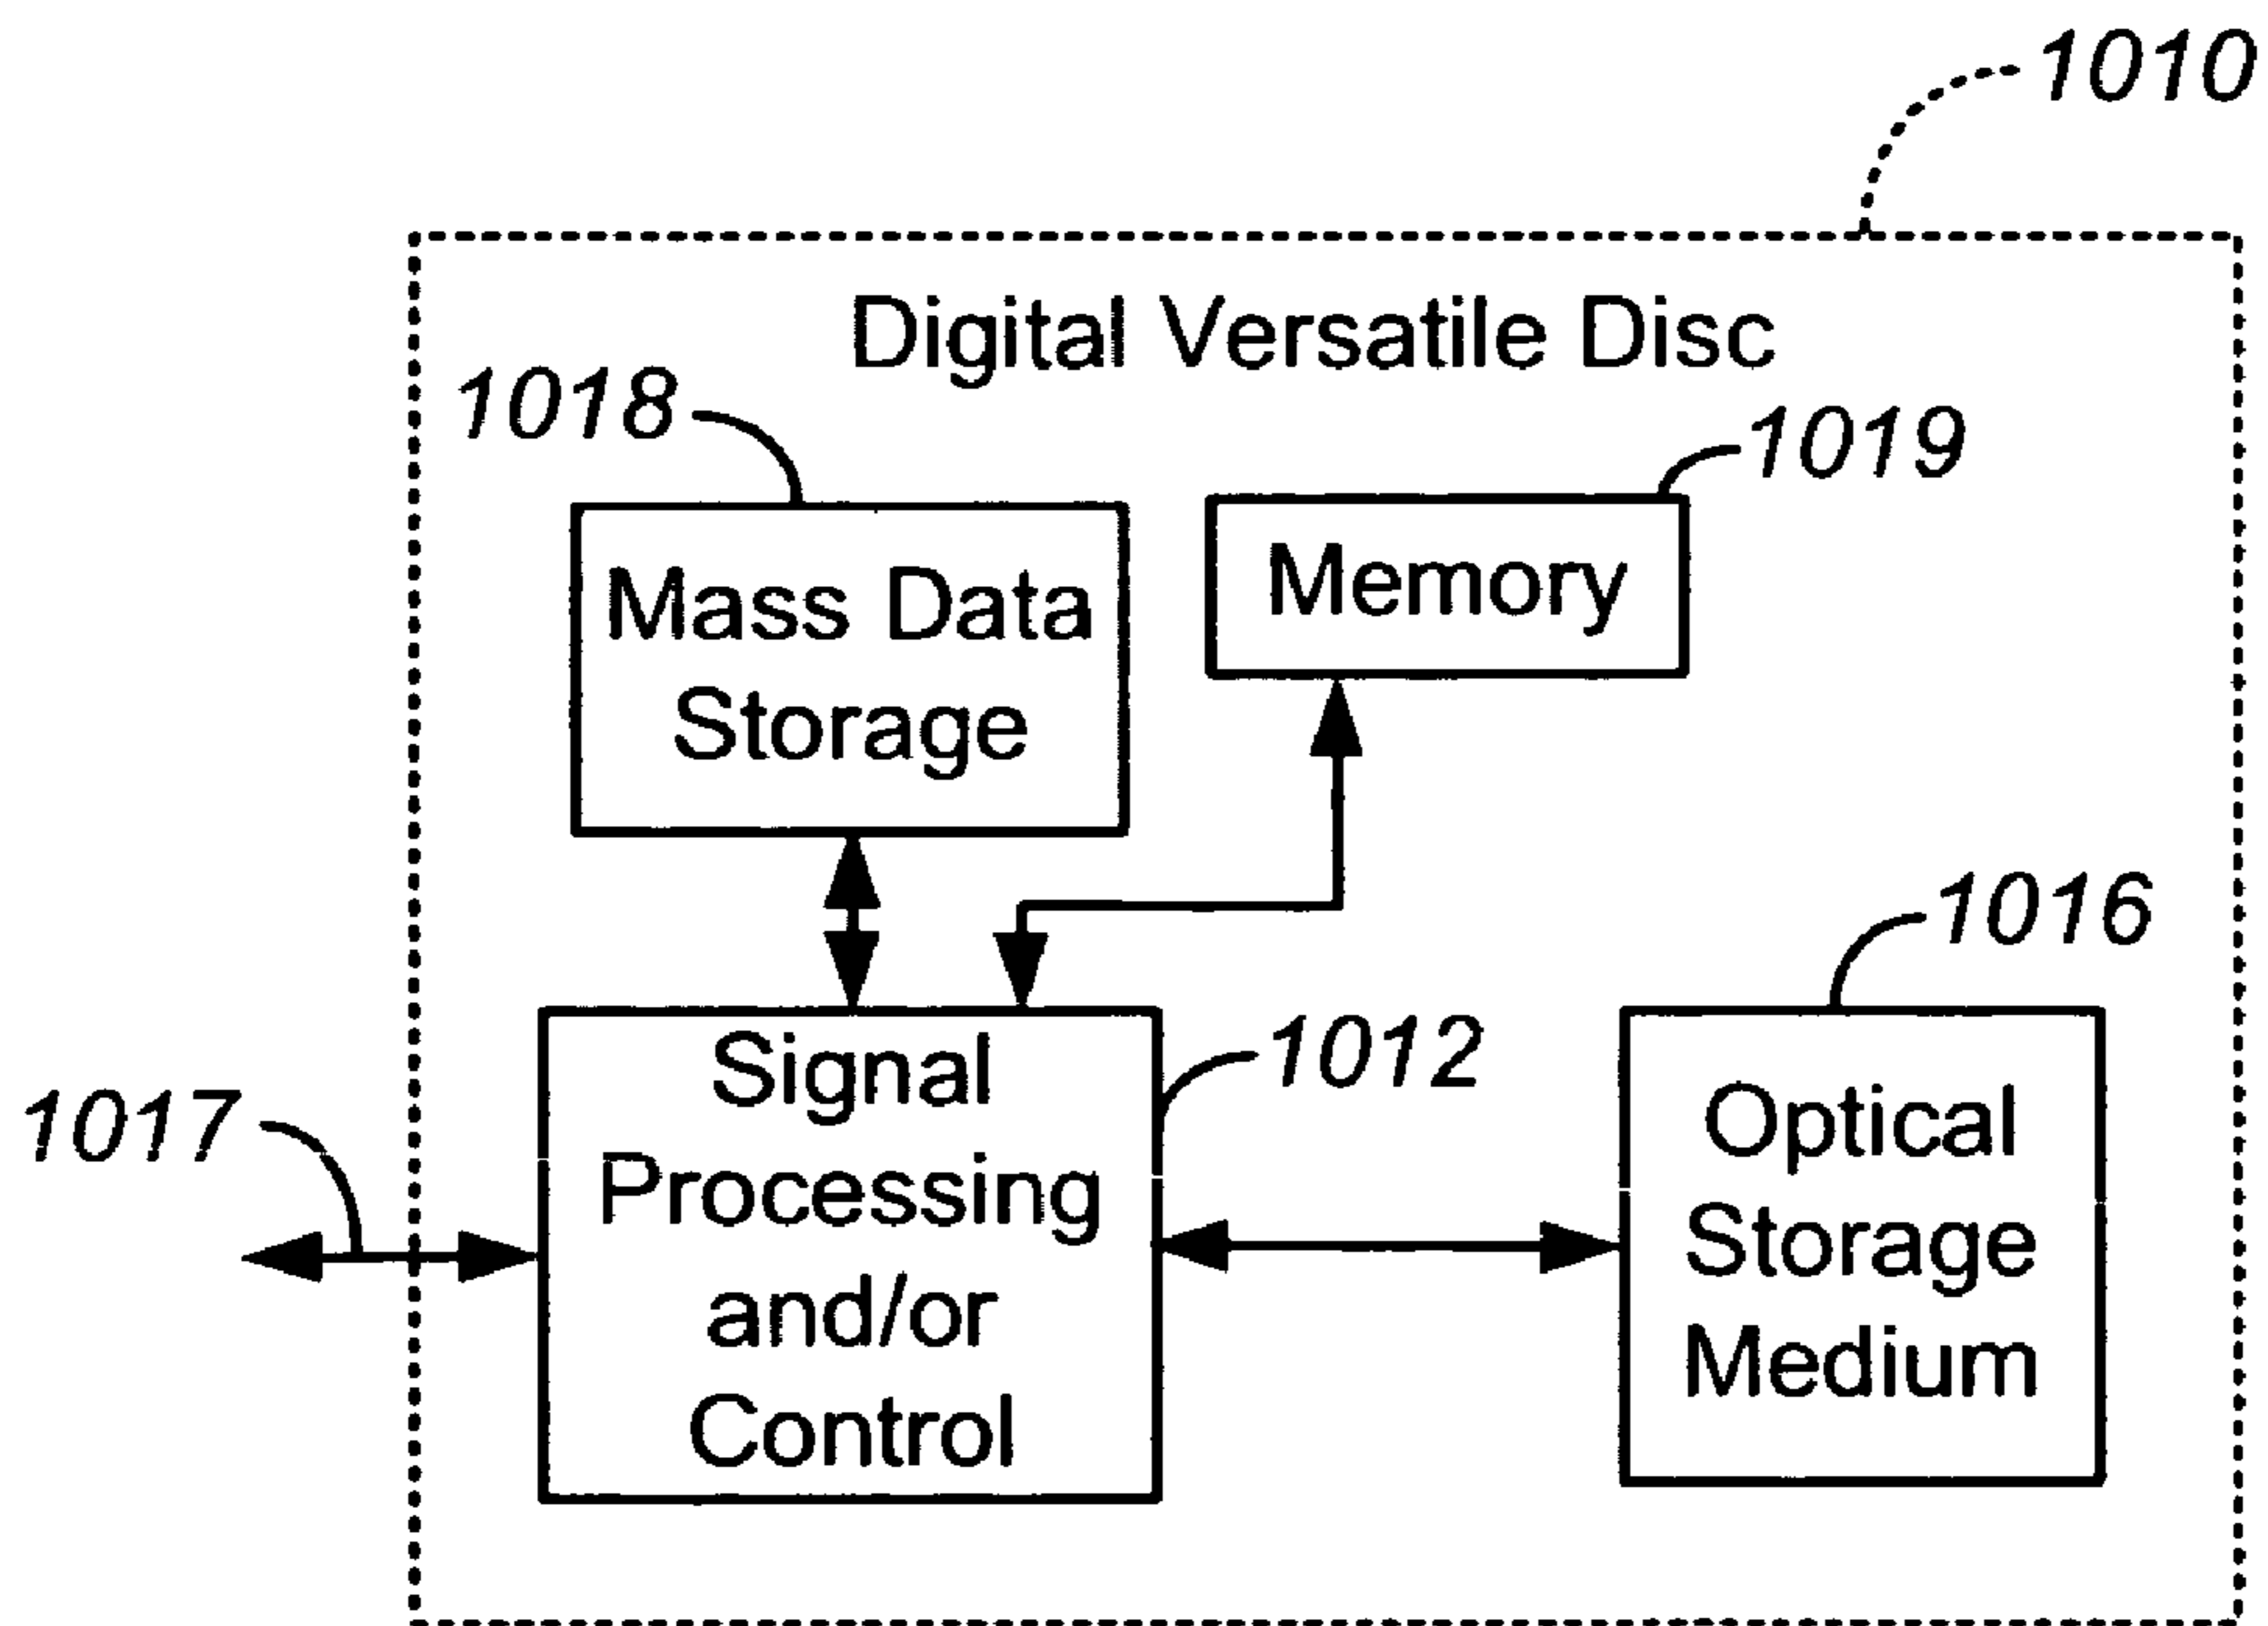 1010
Digital Versatile Disc
1018
1019
Mass Data
Storage
Memory
1016
Signal
Processing
and/or
Control
1012
1017
Optical
Storage
Medium